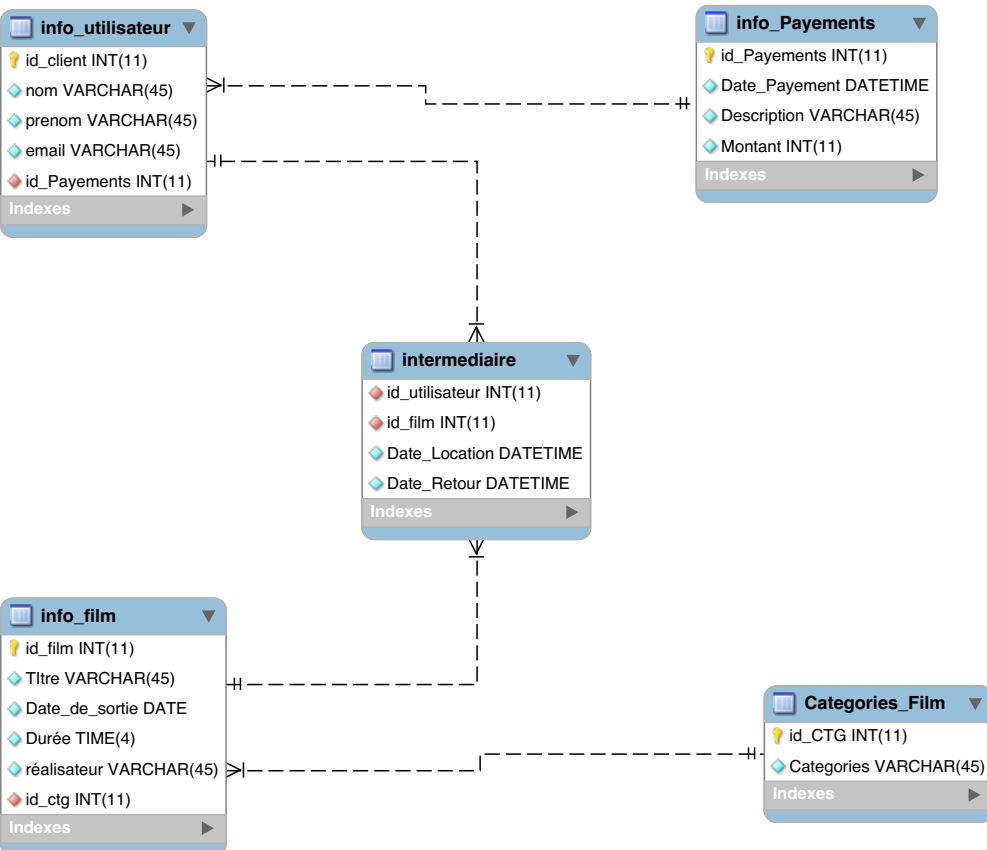 info_utilisateur
id_client INT(11)
nom VARCHAR(45)
prenom VARCHAR(45)
email VARCHAR(45)
id_Payements INT(11)
Indexes
info_Payements
id_Payements INT(11)
Date_Payement DATETIME
Description VARCHAR(45)
Montant INT(11)
Indexes
intermediaire
id_utilisateur INT(11)
id_film INT(11)
Date_Location DATETIME
Date_Retour DATETIME
Indexes
info_film
id_film INT(11)
TItre VARCHAR(45)
Date_de_sortie DATE
Durée TIME(4)
réalisateur VARCHAR(45)
id_ctg INT(11)
Indexes
Categories_Film
id_CTG INT(11)
Categories VARCHAR(45)
Indexes